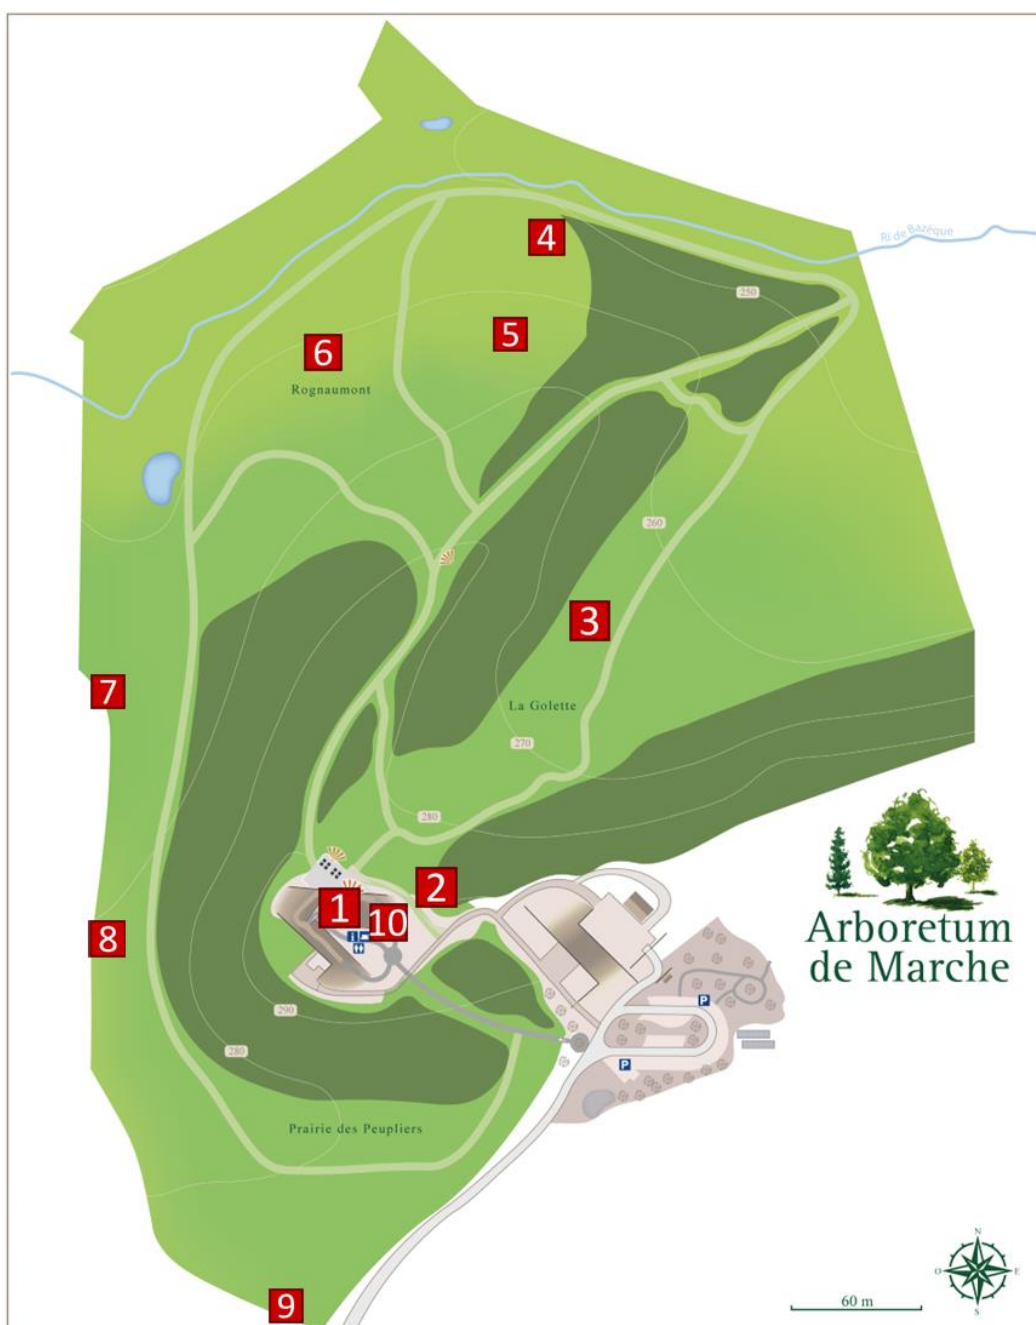 4
Ri de Bazèque
250
5
6
Rognaumont
260
3
7
La Golette
270
280
2
1
10
i
8
Arboretum
de Marche
P
290
280
P
Prairie des Peupliers
N
O
E
S
60 m
9